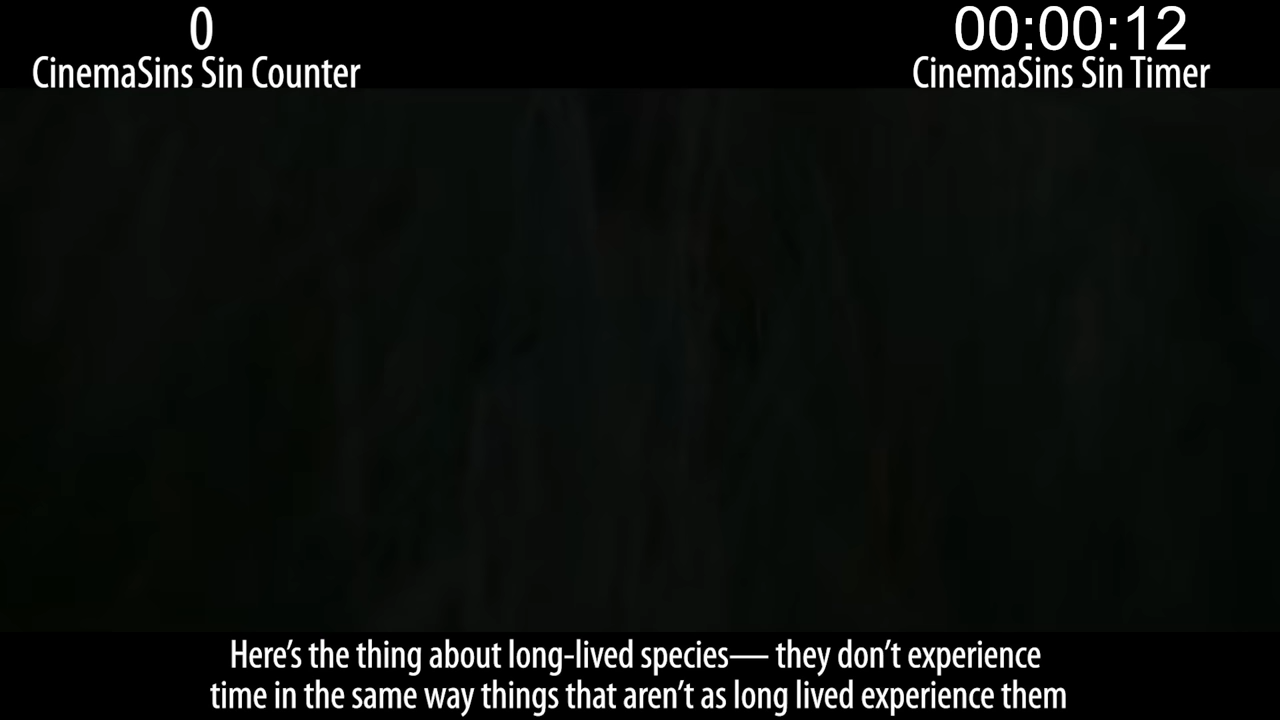 0
00:00:12
CinemaSins Sin Counter
CinemaSins Sin Timer
Here’s the thing about long-lived species— they don’t experience
time in the same way things that aren’t as long lived experience them